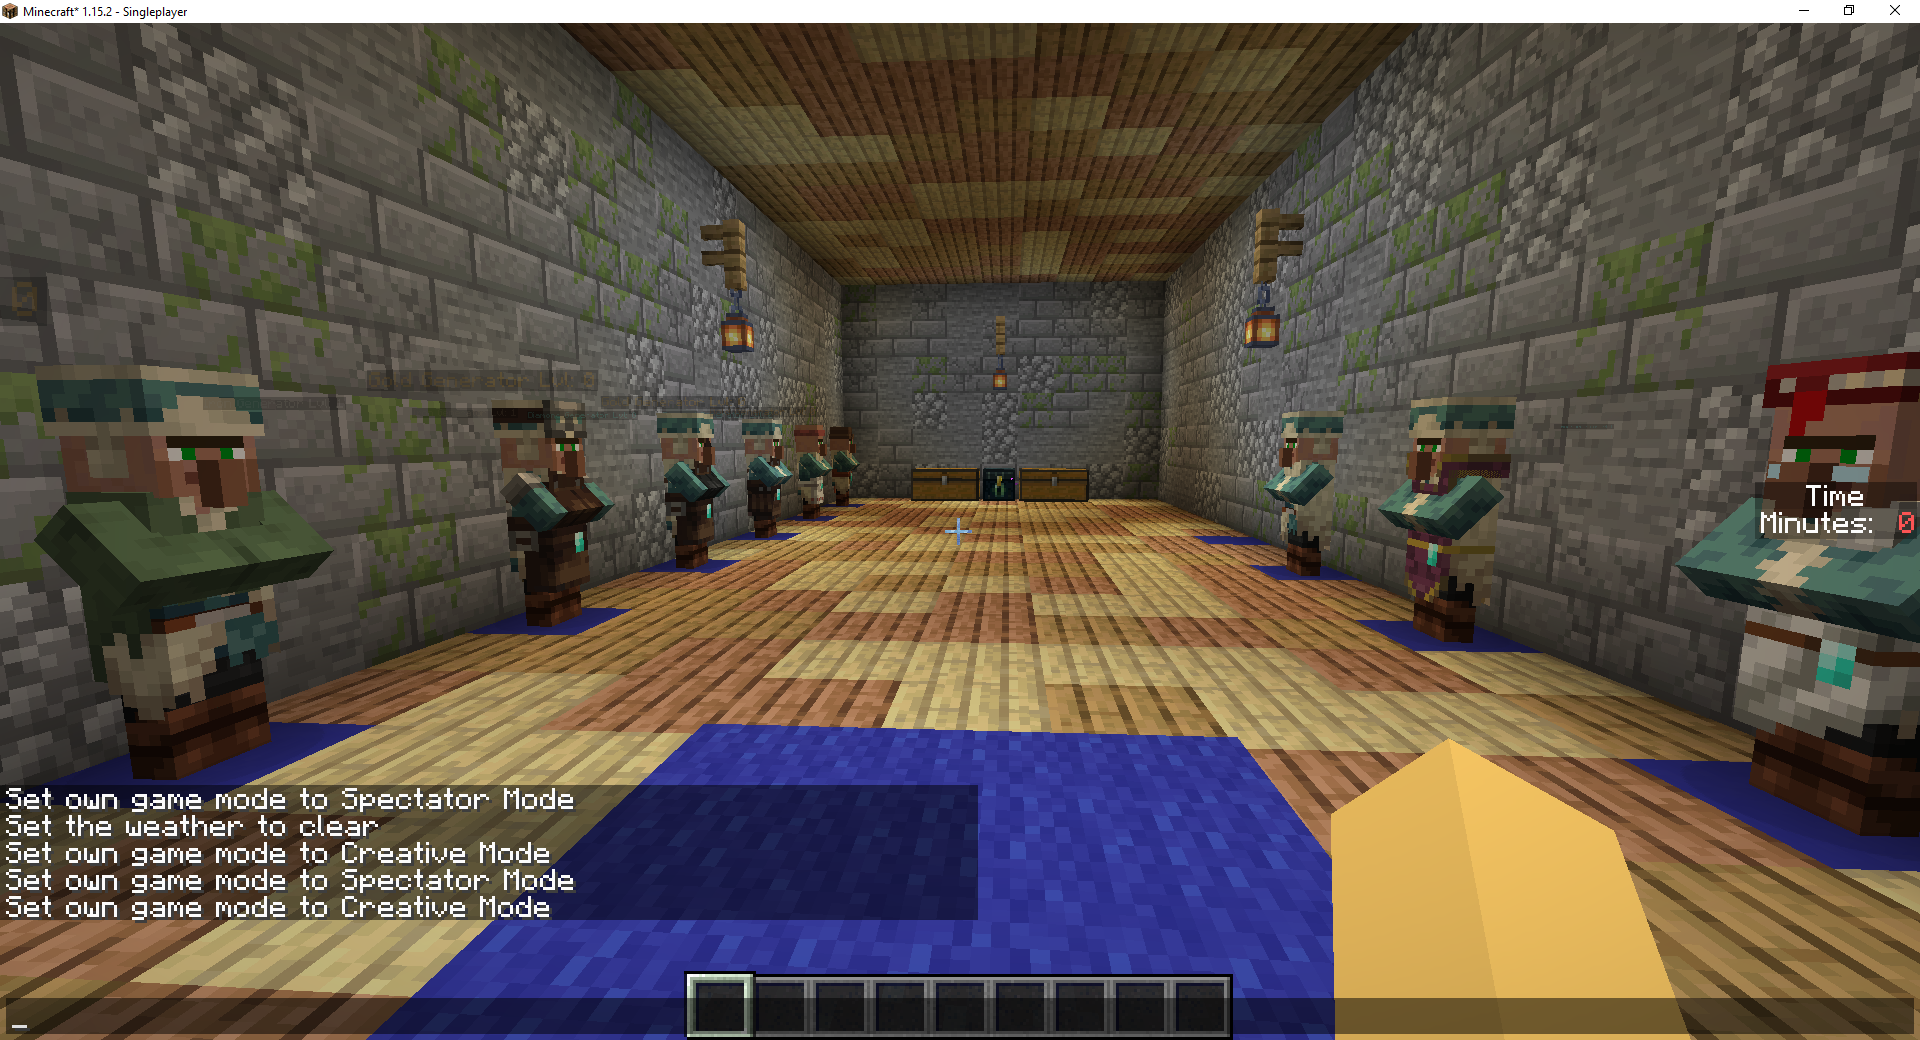 Minecraft* 1.15.2 - Singleplayer
0
Time
Minutes: 0
Set own game mode to Spectator Mode
Set the weather to clear
Set own game mode to Creative Mode
Set own game mode to Spectator Mode
Set own game mode to Creative Mode
_